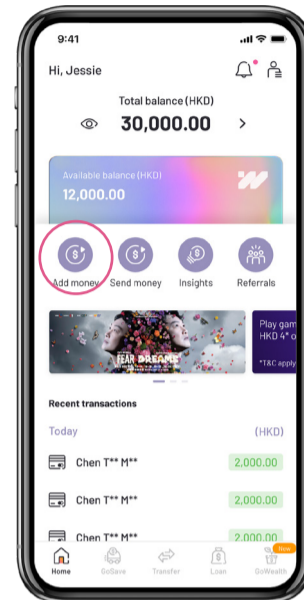 9:41
Hi, Jessie
Total balance (HKD)
30,000.00
Available balance (HKD)
12,000.00
Add money Send money Insights Referrals
FEAR DREAMS
Play gam
HKD 4* o
*T&C apply
Recent transactions
Today (HKD)
Chen T** M** 2,000.00
Chen T** M** 2,000.00
Chen T** M** 2,000.00
New
Home GoSave Transfer Loan GoWealth